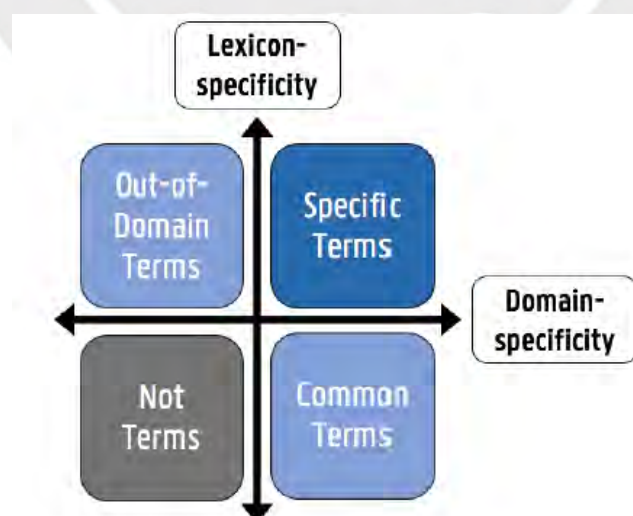 Lexicon-
specificity
Out-of-
Domain
Terms
Specific
Terms
Domain-
specificity
Not
Terms
Common
Terms